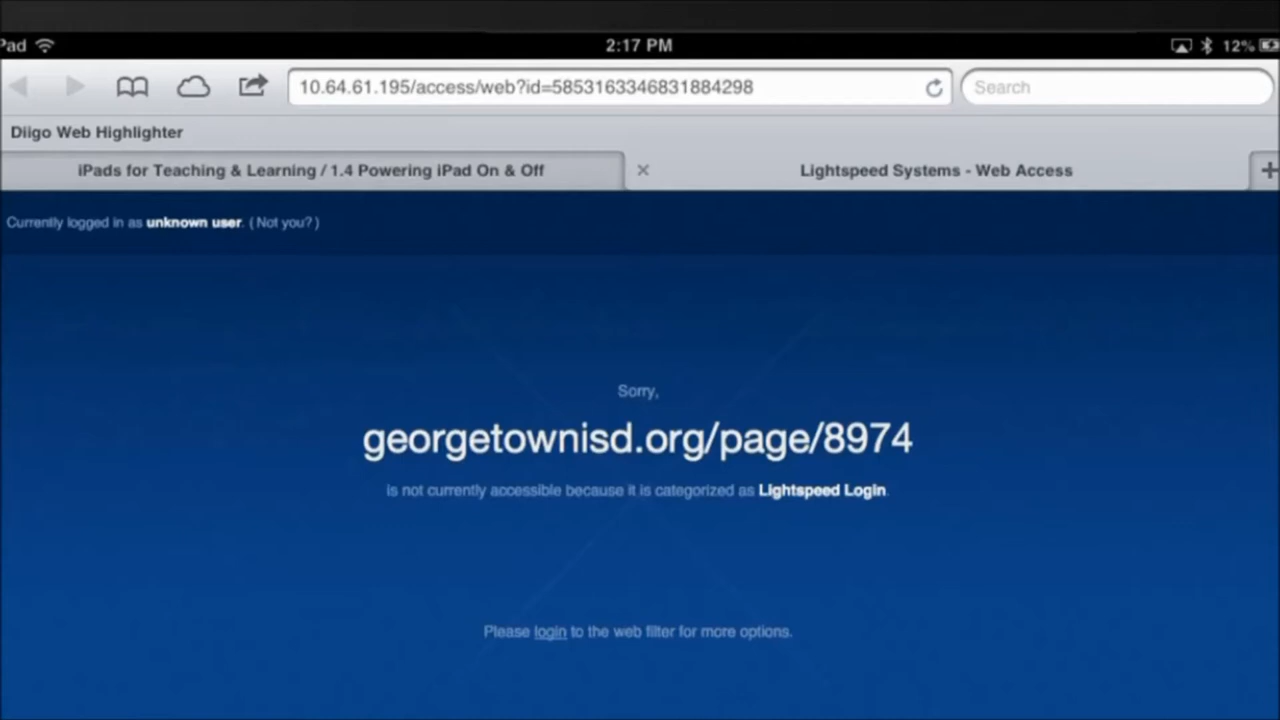 Pad 2:17 PM 12%
10.64.61.195/access/web?id=5853163346831884298 Search
Diigo Web Highlighter
iPads for Teaching & Learning / 1.4 Powering iPad On & Off Lightspeed Systems - Web Access
Currently logged in as unknown user. ( Not you? )
Sorry,
georgetownisd.org/page/8974
is not currently accessible because it is categorized as Lightspeed Login.
Please login to the web filter for more options.